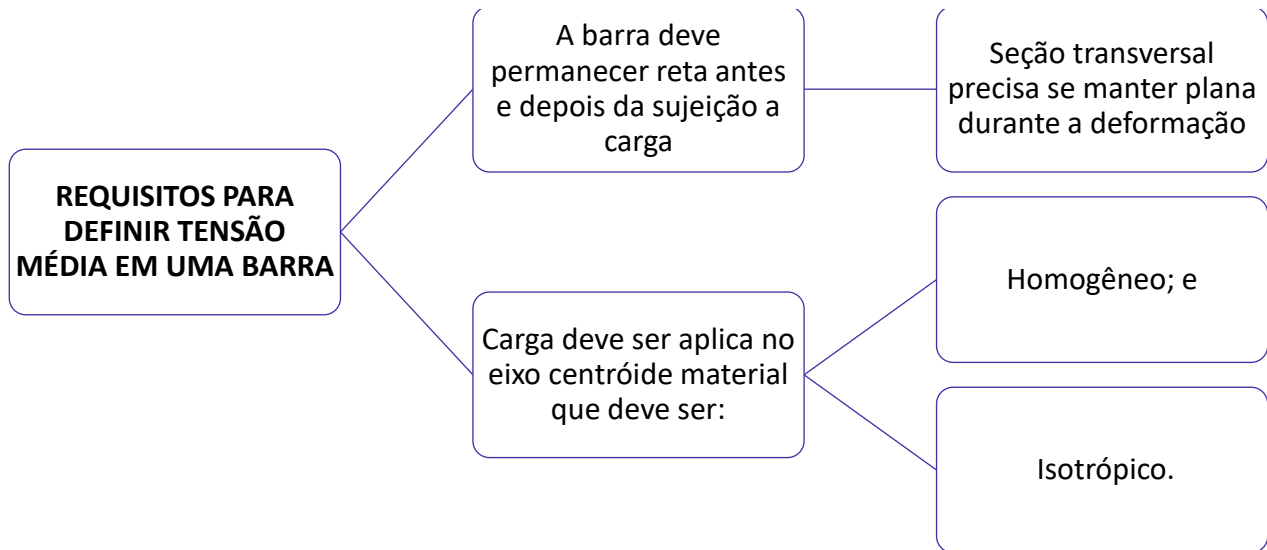 REQUISITOS PARA
DEFINIR TENSÃO
MÉDIA EM UMA BARRA
A barra deve
permanecer reta antes
e depois da sujeição a
carga
Seção transversal
precisa se manter plana
durante a deformação
Carga deve ser aplica no
eixo centróide material
que deve ser:
Homogêneo; e
Isotrópico.